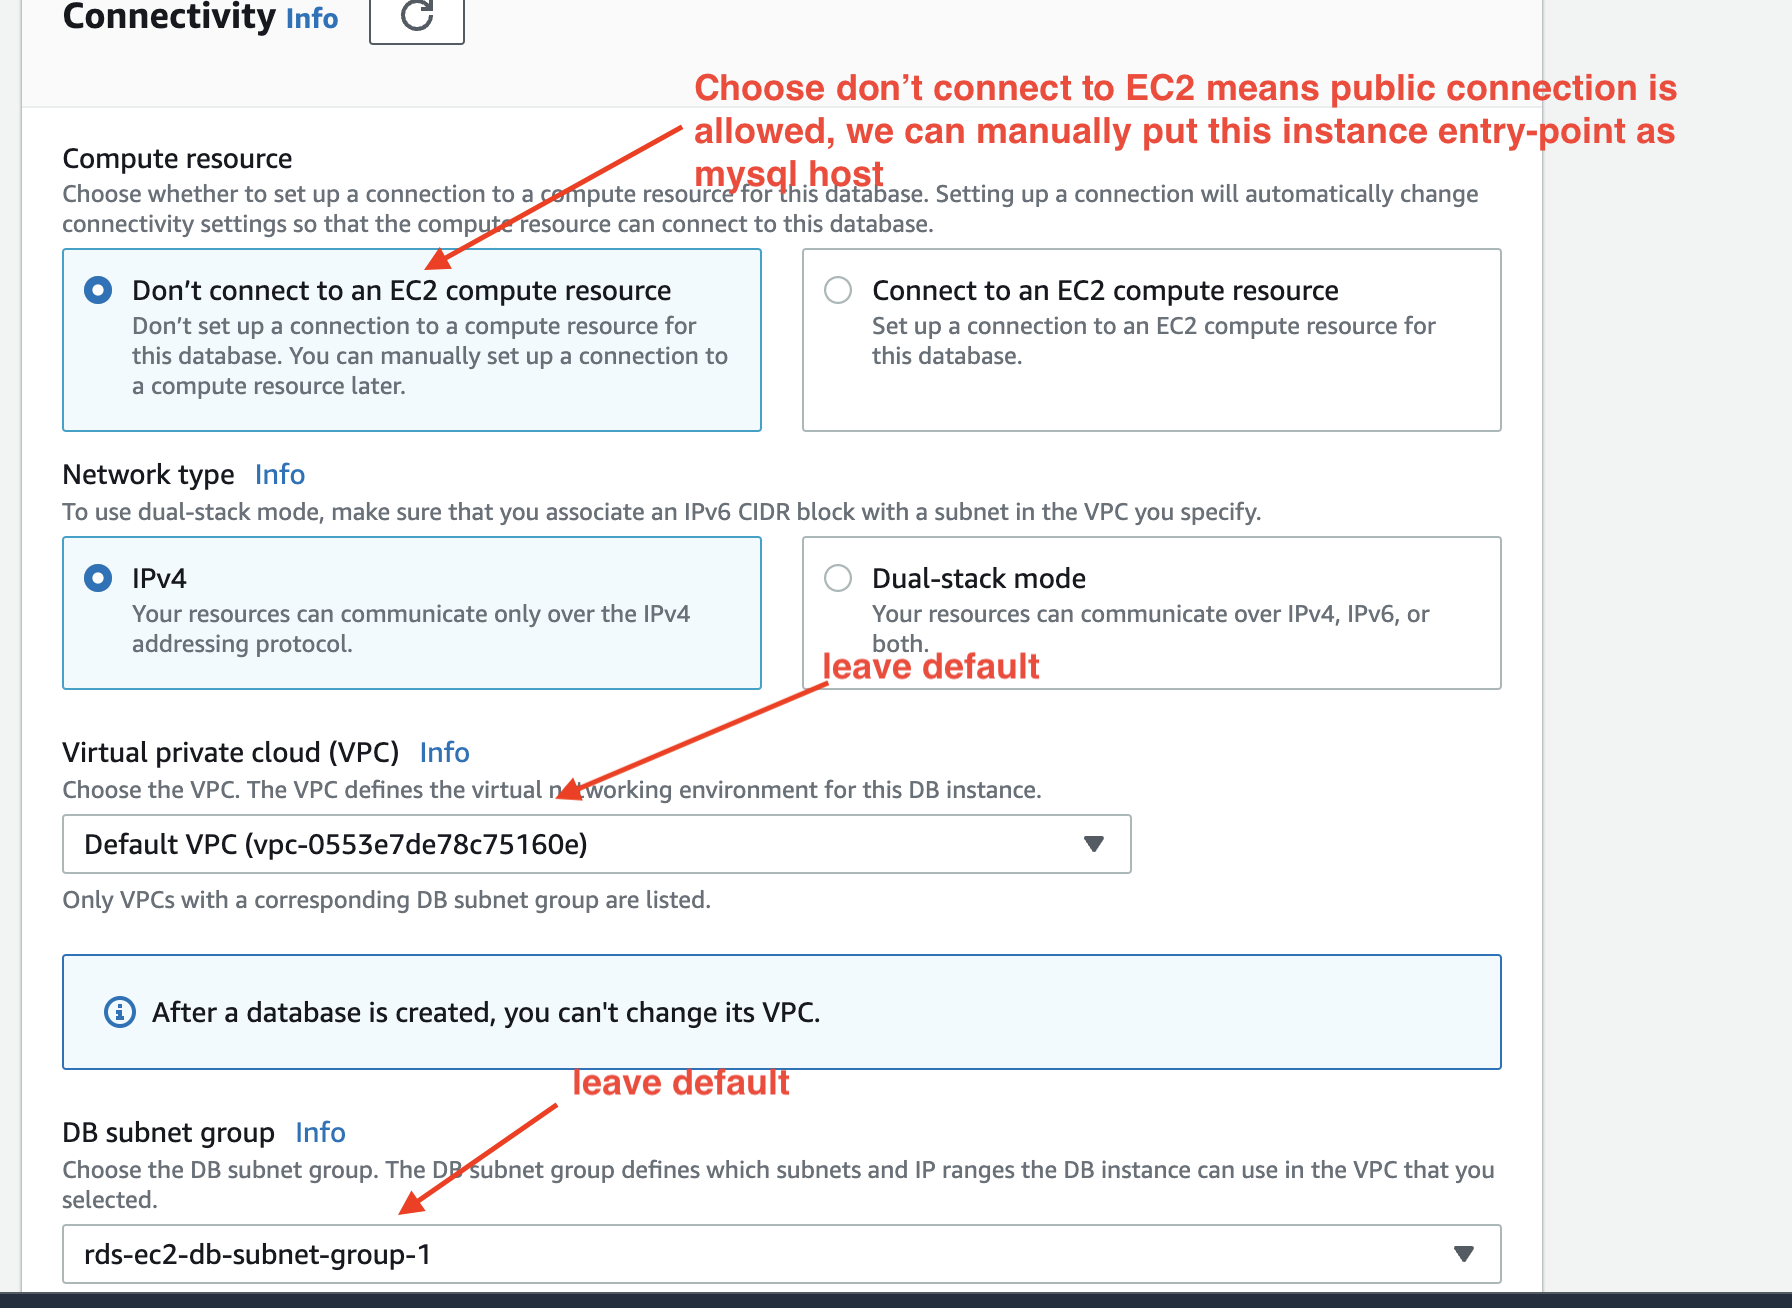 Connectivity Info
Choose don’t connect to EC2 means public connection is
allowed, we can manually put this instance entry-point as
mysql host
Compute resource
Choose whether to set up a connection to a compute resource for this database. Setting up a connection will automatically change
connectivity settings so that the compute resource can connect to this database.
Don’t connect to an EC2 compute resource
Don’t set up a connection to a compute resource for
this database. You can manually set up a connection to
a compute resource later.
Connect to an EC2 compute resource
Set up a connection to an EC2 compute resource for
this database.
Network type Info
To use dual-stack mode, make sure that you associate an IPv6 CIDR block with a subnet in the VPC you specify.
IPv4
Your resources can communicate only over the IPv4
addressing protocol.
Dual-stack mode
Your resources can communicate over IPv4, IPv6, or
both.
leave default
Virtual private cloud (VPC) Info
Choose the VPC. The VPC defines the virtual networking environment for this DB instance.
Default VPC (vpc-0553e7de78c75160e)
Only VPCs with a corresponding DB subnet group are listed.
After a database is created, you can't change its VPC.
leave default
DB subnet group Info
Choose the DB subnet group. The DB subnet group defines which subnets and IP ranges the DB instance can use in the VPC that you
selected.
rds-ec2-db-subnet-group-1